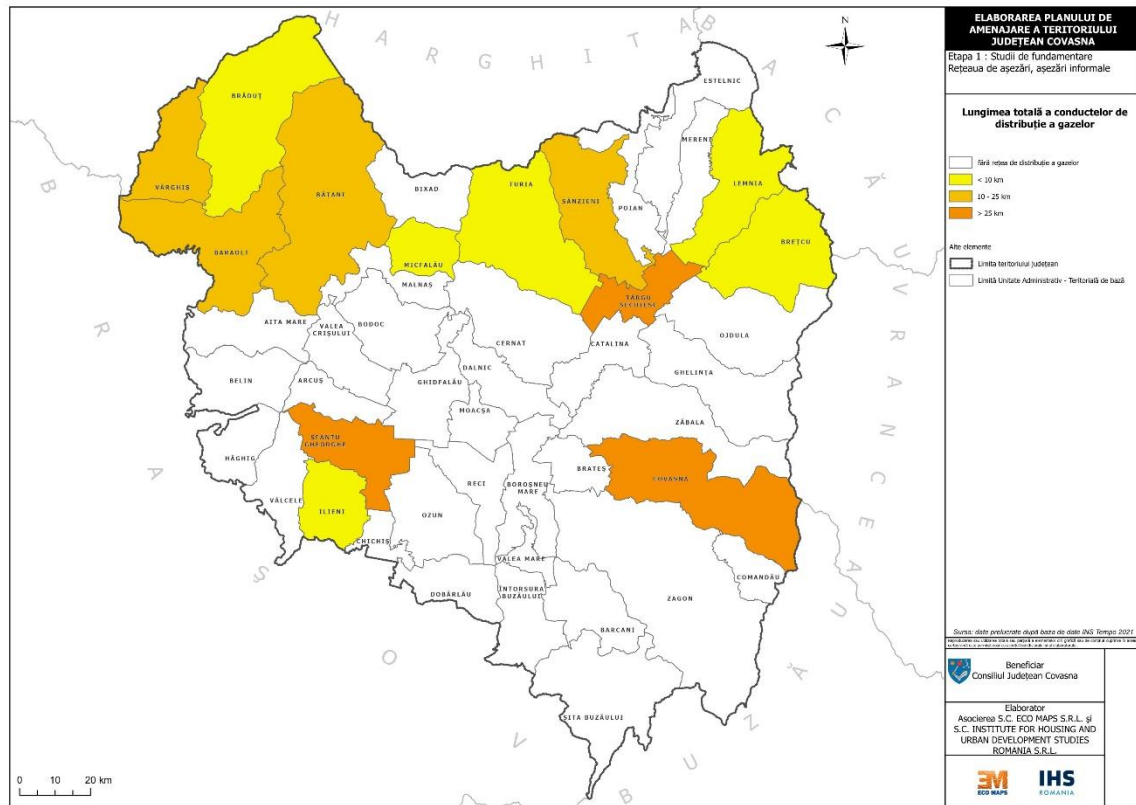 HARGHITA
BACĂU
VRANCEA
BUZĂU
BRAȘOV
N
ESTELNIC
BRĂDUȚ
MERENI
VÂRGHIȘ
BĂȚANI
BIXAD
TURIA
SÂNZIENI
POIAN
LEMNIA
BARAOLT
MICFALĂU
BREȚCU
MALNAȘ
TÂRGU
SECUIESC
AITA MARE
VALEA
CRIȘULUI
BODOC
CERNAT
CATALINA
OJDULA
BELIN
ARCUȘ
GHIDFALĂU
DALNIC
GHELINȚA
MOACȘA
ZĂBALA
HĂGHIG
SFANTU
GHEORGHE
VÂLCELE
ILIENI
RECI
BOROȘNEU
MARE
BRATEȘ
COVASNA
OZUN
CHICHIȘ
VALEA MARE
COMANDĂU
DOBÂRLĂU
ÎNTORSURA
BUZĂULUI
ZAGON
BARCANI
SITA BUZĂULUI
0 10 20 km
ELABORAREA PLANULUI DE
AMENAJARE A TERITORIULUI
JUDEȚEAN COVASNA
Etapa 1 : Studii de fundamentare
Rețeaua de așezări, așezări informale
Lungimea totală a conductelor de
distribuție a gazelor
fără rețea de distribuție a gazelor
< 10 km
10 - 25 km
> 25 km
Alte elemente
Limita teritoriului județean
Limită Unitate Administrativ - Teritorială de bază
Sursa: date prelucrate după baza de date INS Tempo 2021
Beneficiar
Consiliul Județean Covasna
Elaborator
Asocierea S.C. ECO MAPS S.R.L. și
S.C. INSTITUTE FOR HOUSING AND
URBAN DEVELOPMENT STUDIES
ROMANIA S.R.L.
ECO MAPS
IHS
ROMANIA